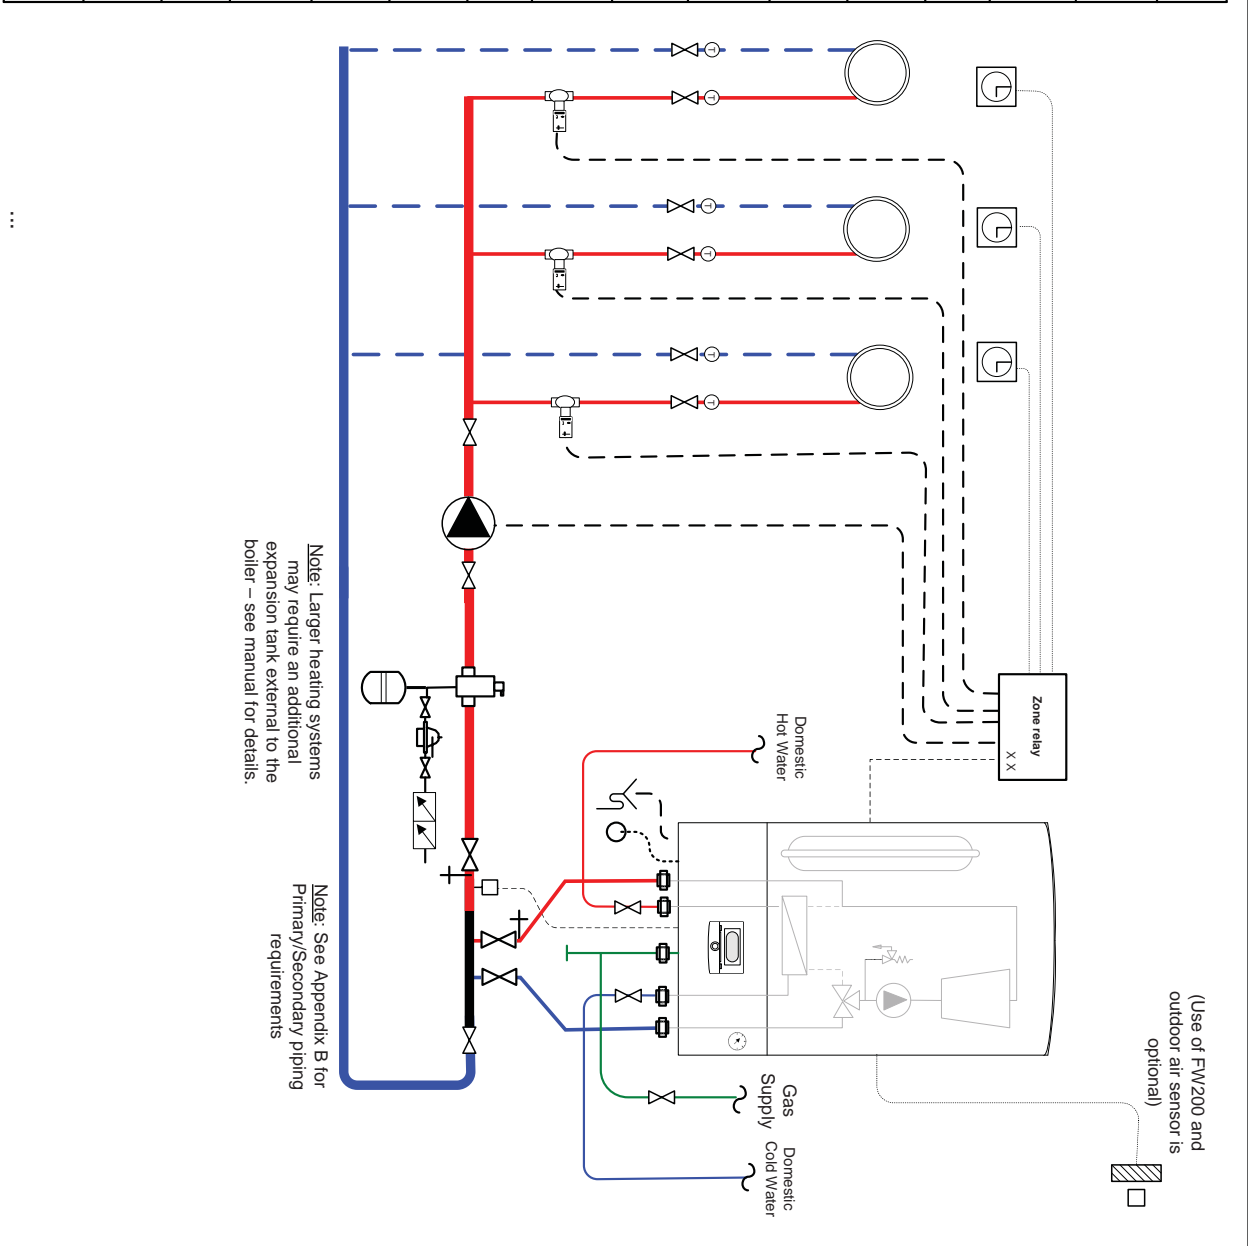 (Use of FW200 and
outdoor air sensor is
optional)
Zone relay
X X
Domestic
Hot Water
Gas
Supply
Domestic
Cold Water
Note: Larger heating systems
may require an additional
expansion tank external to the
boiler – see manual for details.
Note: See Appendix B for
Primary/Secondary piping
requirements
T
T
T
T
T
T
...